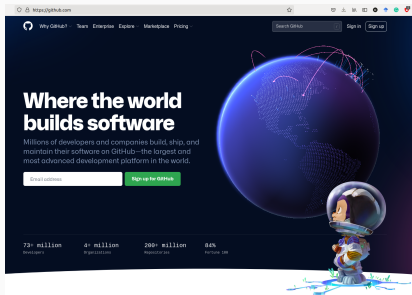 https://github.com
Why GitHub? Team Enterprise Explore Marketplace Pricing
Search GitHub
Sign in Sign up
Where the world
builds software
Millions of developers and companies build, ship, and
maintain their software on GitHub—the largest and
most advanced development platform in the world.
Email address
Sign up for GitHub
73+ million 4+ million 200+ million 84%
Developers Organizations Repositories Fortune 100